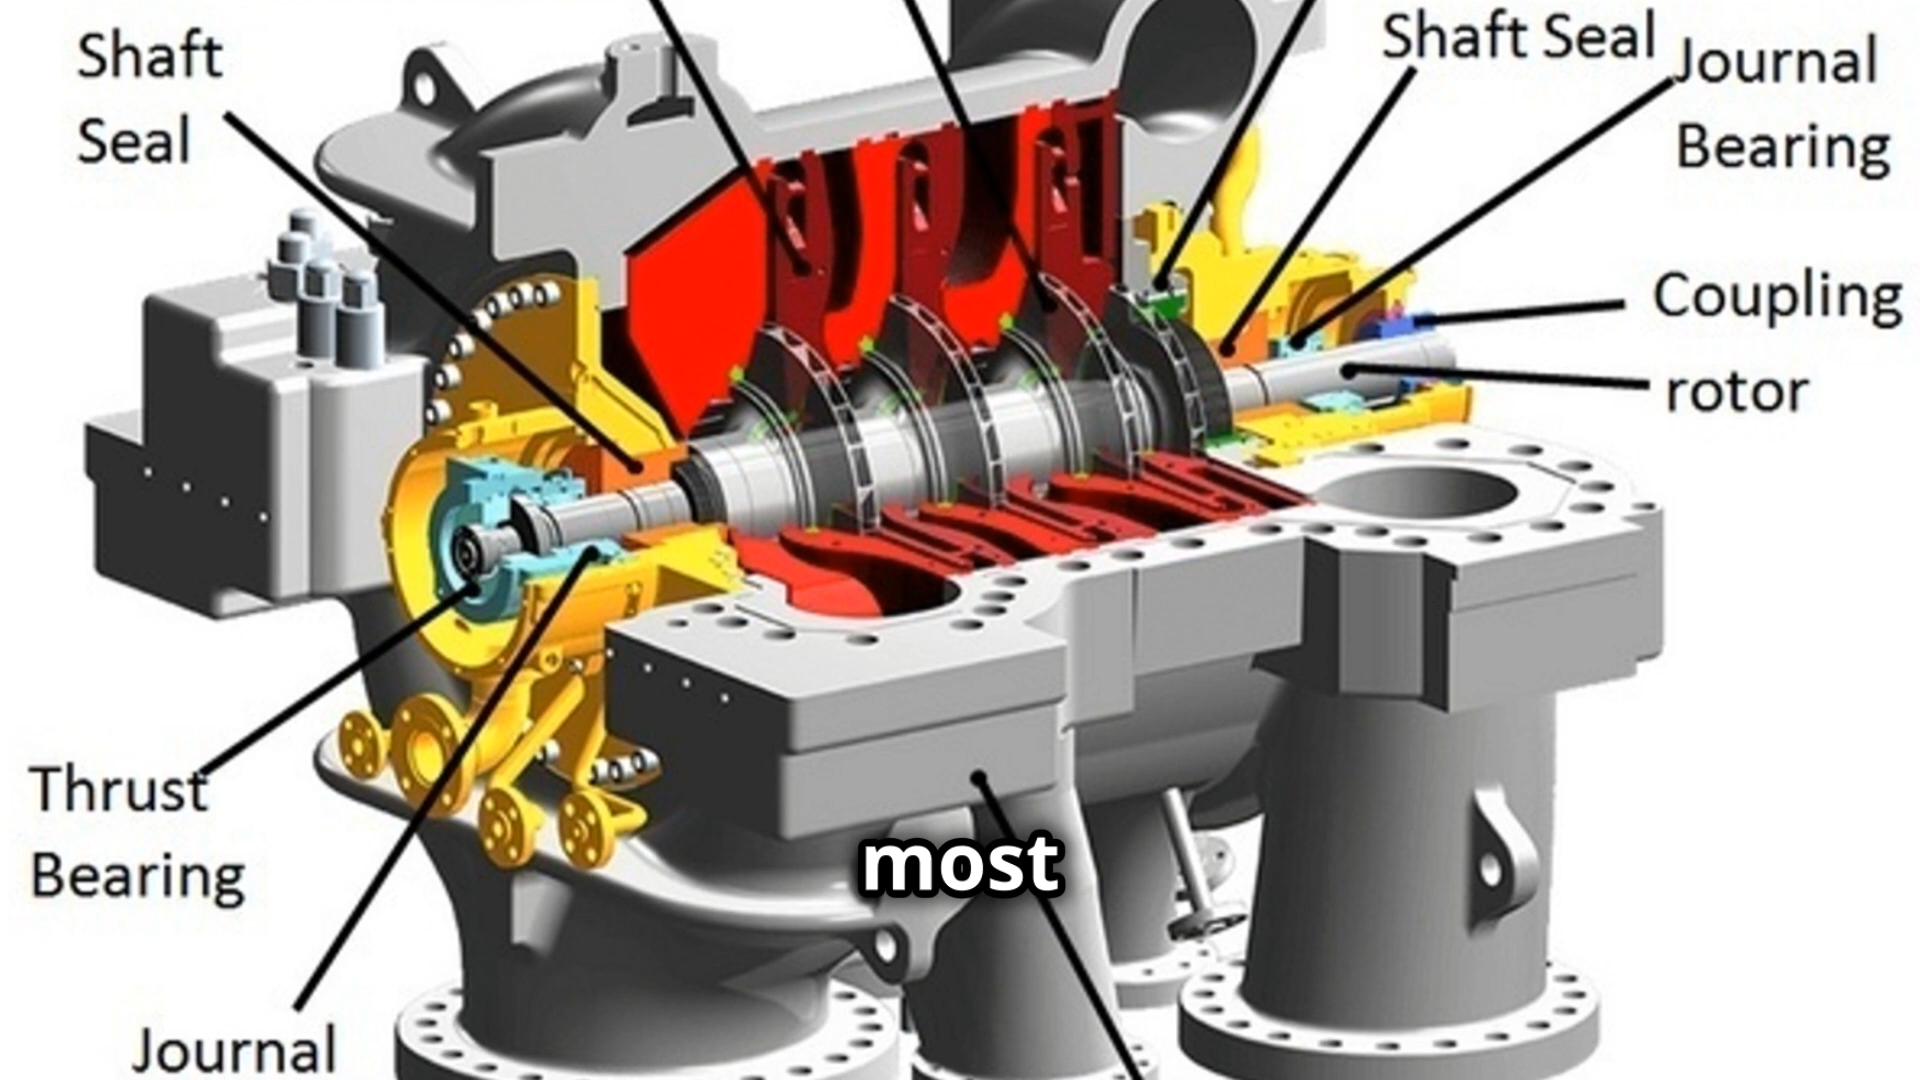 Shaft
Seal
Shaft Seal
Journal
Bearing
Coupling
rotor
Thrust
Bearing
most
Journal